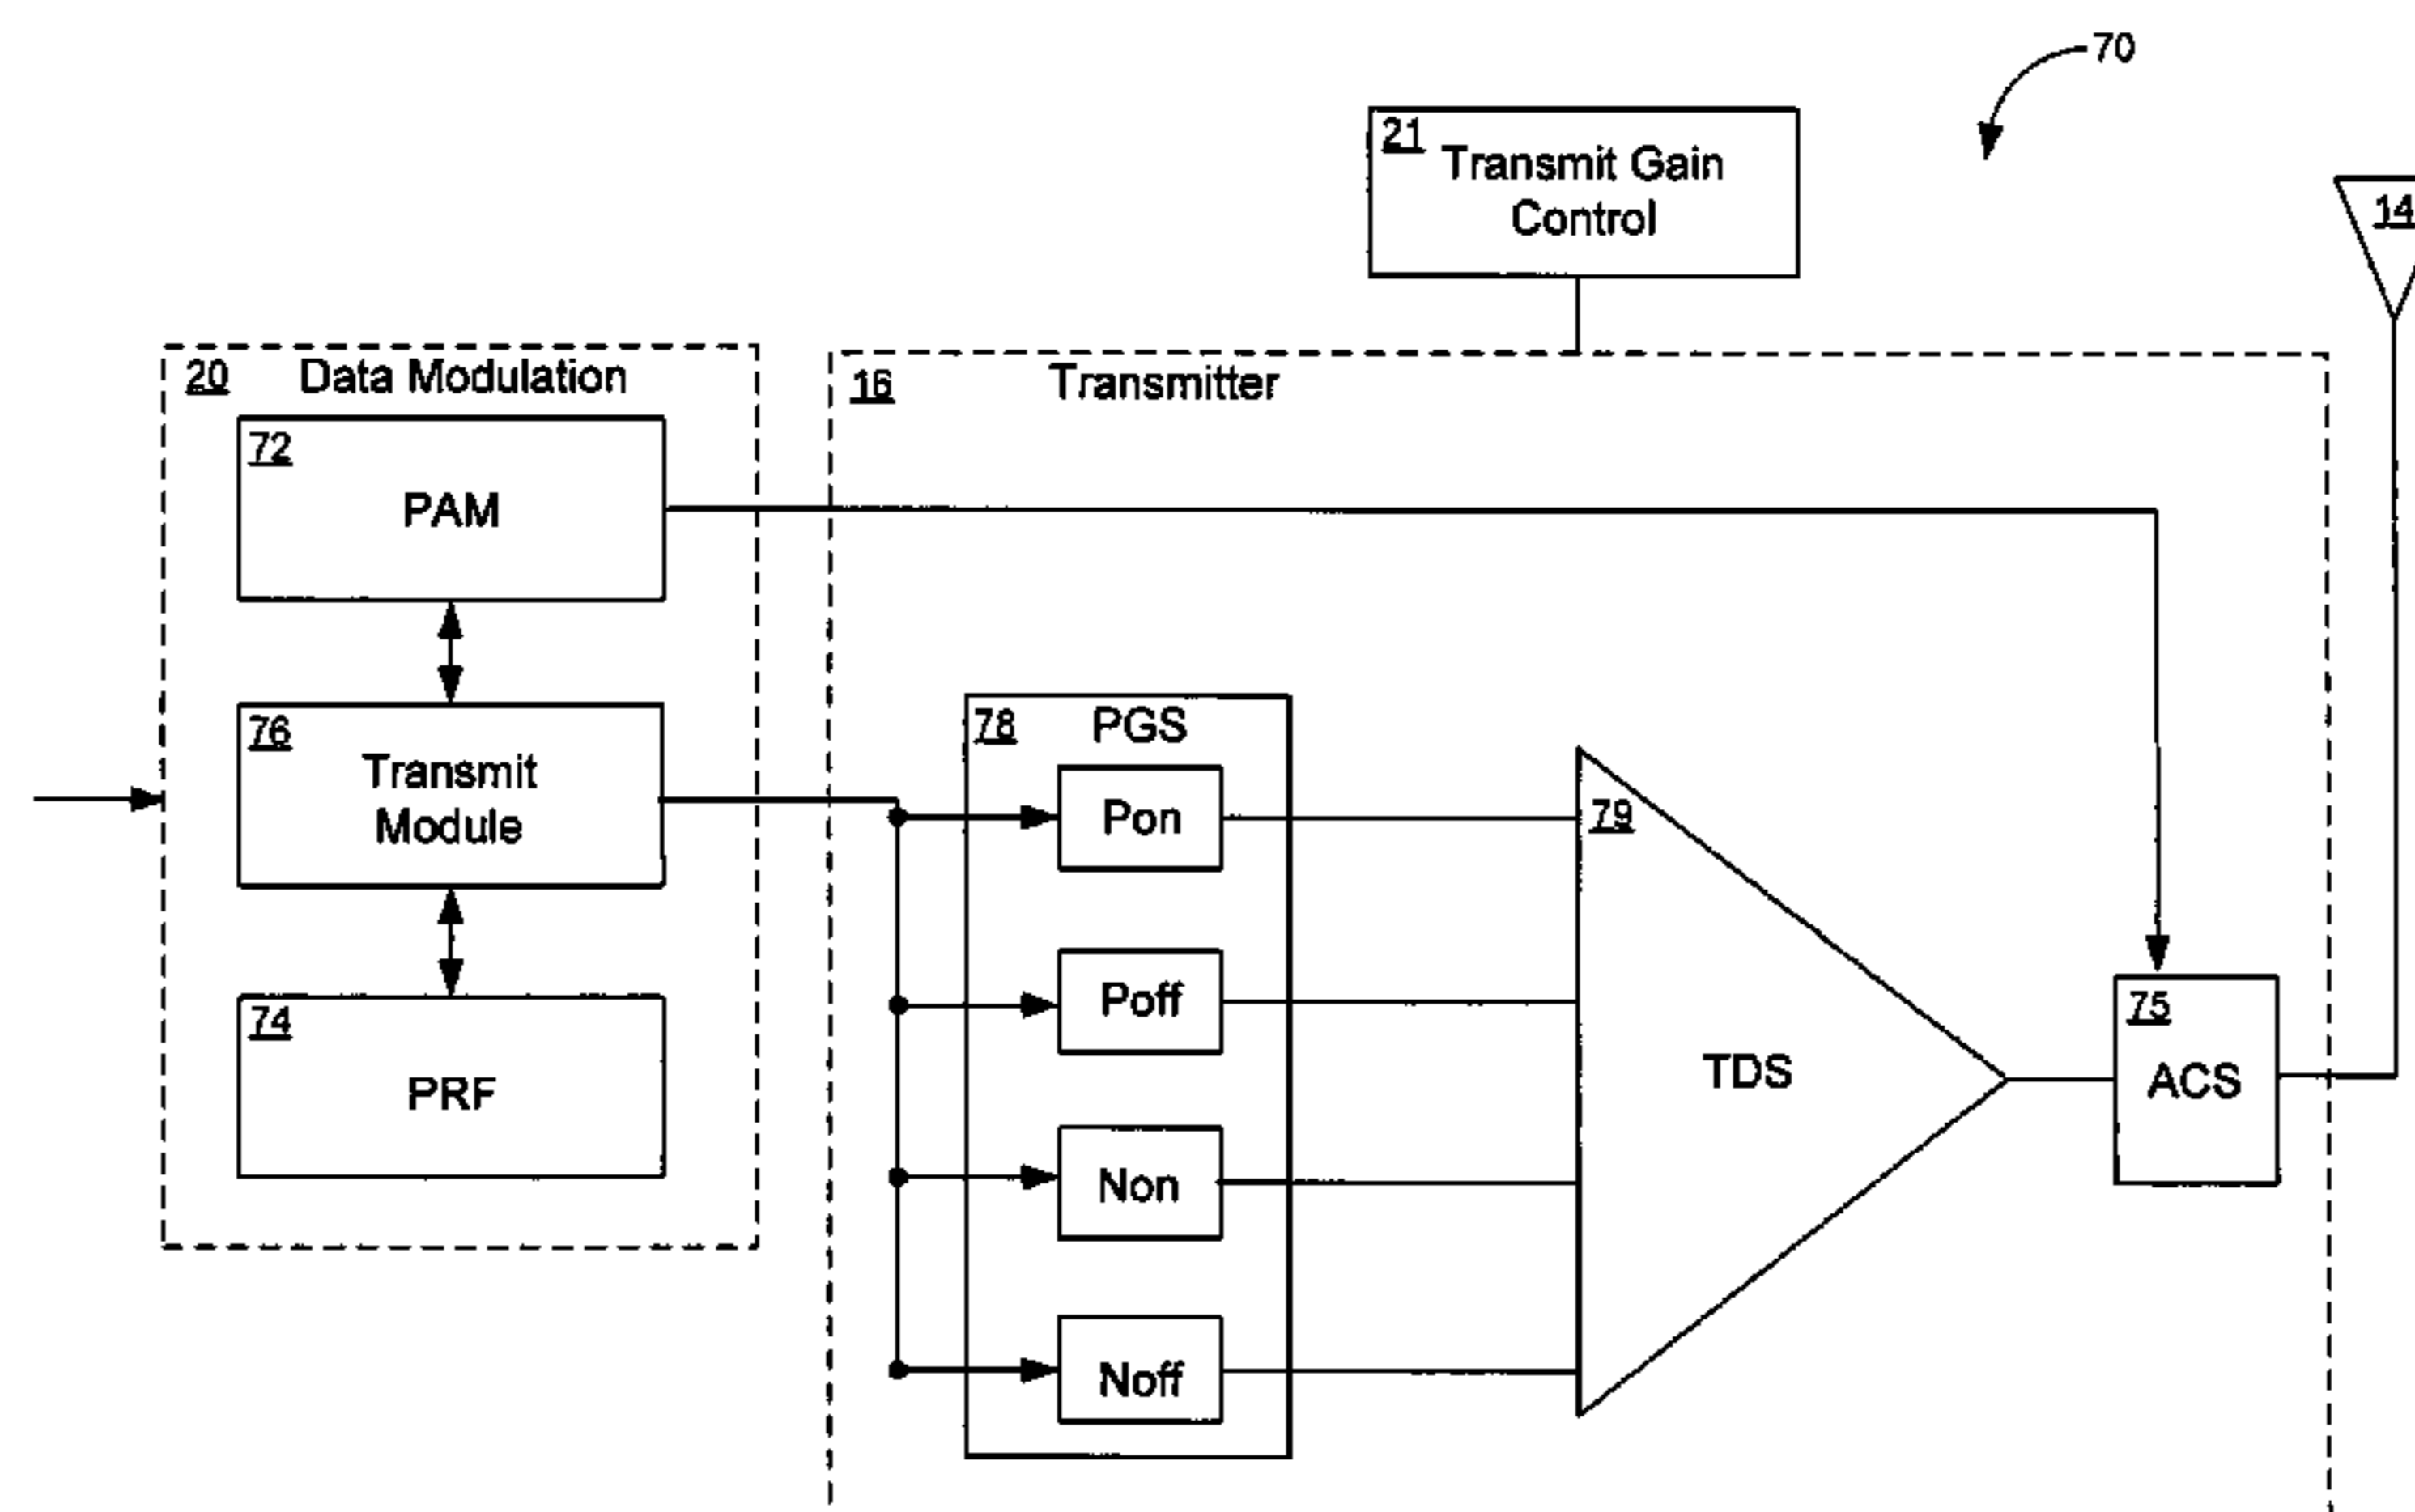 70
21
Transmit Gain
Control
14
20 Data Modulation
16 Transmitter
72
PAM
76
Transmit
Module
74
PRF
78 PGS
Pon
Poff
Non
Noff
79
TDS
75
ACS